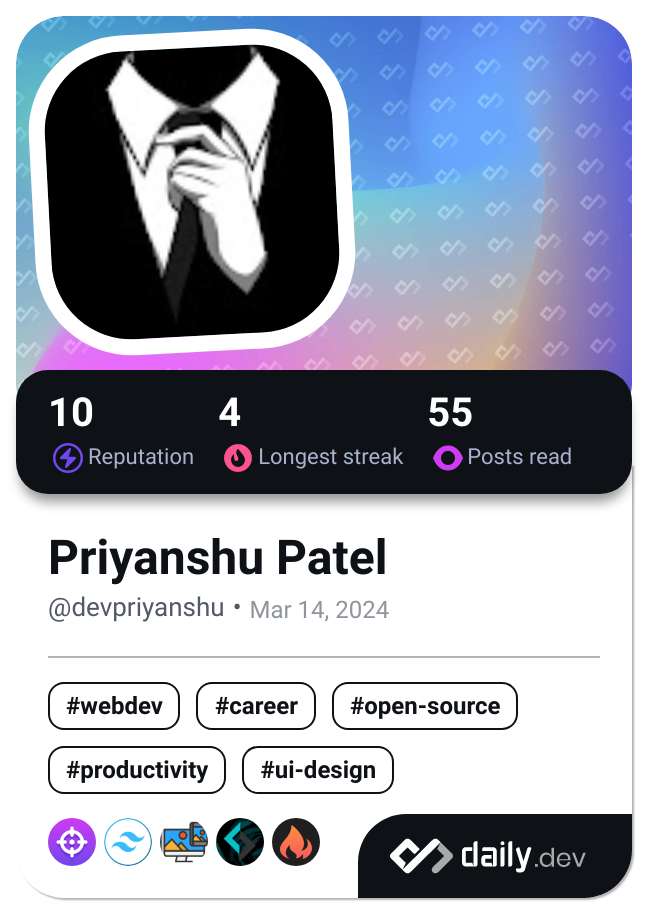 10 4 55
Reputation Longest streak Posts read
Priyanshu Patel
@devpriyanshu • Mar 14, 2024
#webdev #career #open-source
#productivity #ui-design
daily.dev